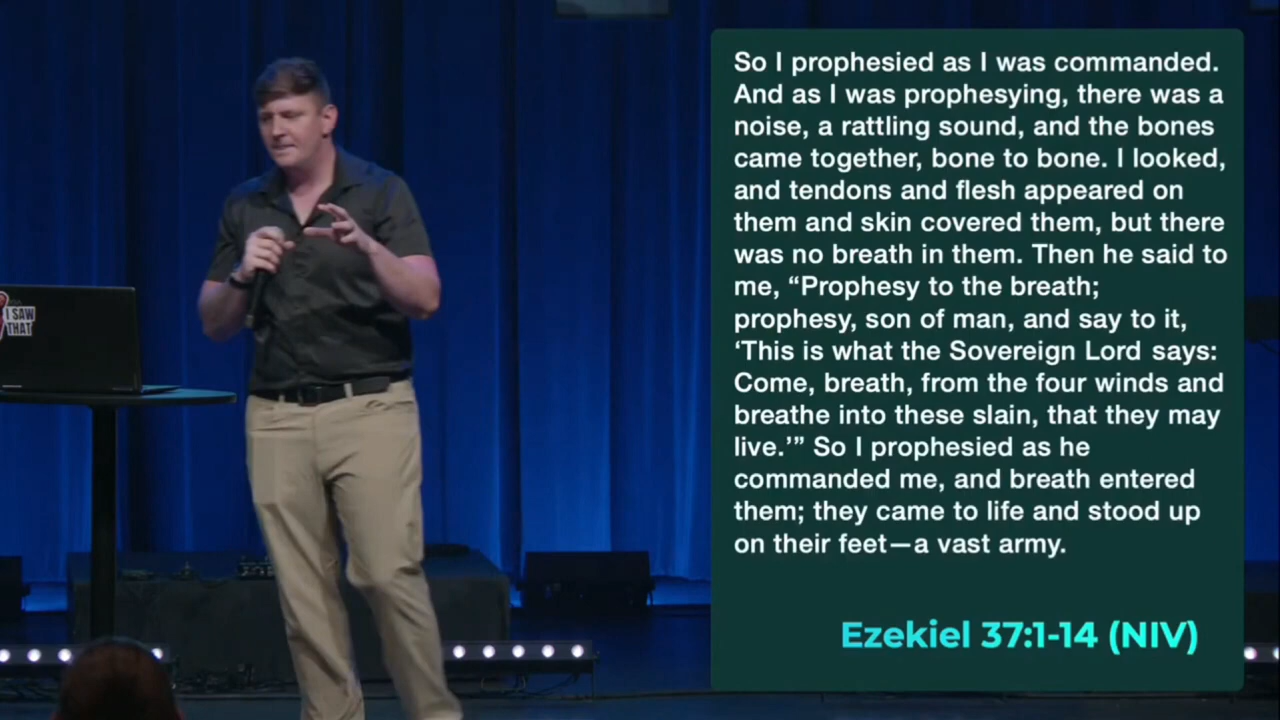 I SAW
THAT
So I prophesied as I was commanded.
And as I was prophesying, there was a
noise, a rattling sound, and the bones
came together, bone to bone. I looked,
and tendons and flesh appeared on
them and skin covered them, but there
was no breath in them. Then he said to
me, “Prophesy to the breath;
prophesy, son of man, and say to it,
‘This is what the Sovereign Lord says:
Come, breath, from the four winds and
breathe into these slain, that they may
live.’” So I prophesied as he
commanded me, and breath entered
them; they came to life and stood up
on their feet—a vast army.
Ezekiel 37:1-14 (NIV)